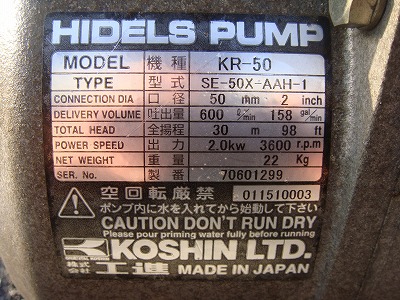 HIDELS PUMP
MODEL 機種 KR-50
TYPE 型式 SE-50X-AAH-1
CONNECTION DIA 口径 50 mm 2 inch
DELIVERY VOLUME 吐出量 600 ℓ/min 158 gal/min
TOTAL HEAD 全揚程 30 m 98 ft
POWER SPEED 出力 2.0kw 3600 r.p.m
NET WEIGHT 重量 22 Kg
SER. No. 製番 70601299
空回転厳禁 011510003
ポンプ内に水を入れてから始動して下さい
CAUTION DON'T RUN DRY
Please pour priming water fully before running
KOSHIN LTD.
株式会社 工進 MADE IN JAPAN